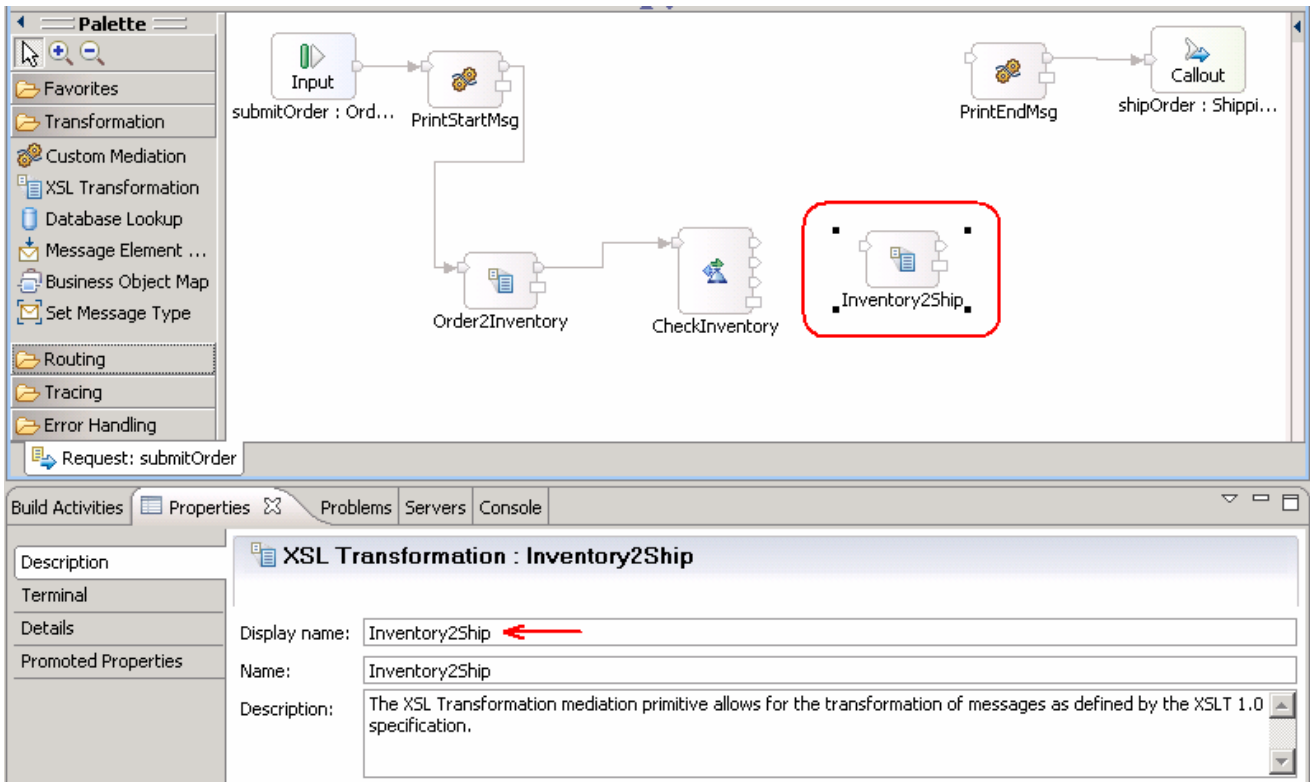 Palette
Favorites
Transformation
Custom Mediation
XSL Transformation
Database Lookup
Message Element ...
Business Object Map
Set Message Type
Routing
Tracing
Error Handling
Input
submitOrder : Ord...
PrintStartMsg
PrintEndMsg
Callout
shipOrder : Shippi...
Order2Inventory
CheckInventory
Inventory2Ship
Request: submitOrder
Build Activities Properties Problems Servers Console
Description
Terminal
Details
Promoted Properties
XSL Transformation : Inventory2Ship
Display name: Inventory2Ship
Name: Inventory2Ship
Description: The XSL Transformation mediation primitive allows for the transformation of messages as defined by the XSLT 1.0
specification.